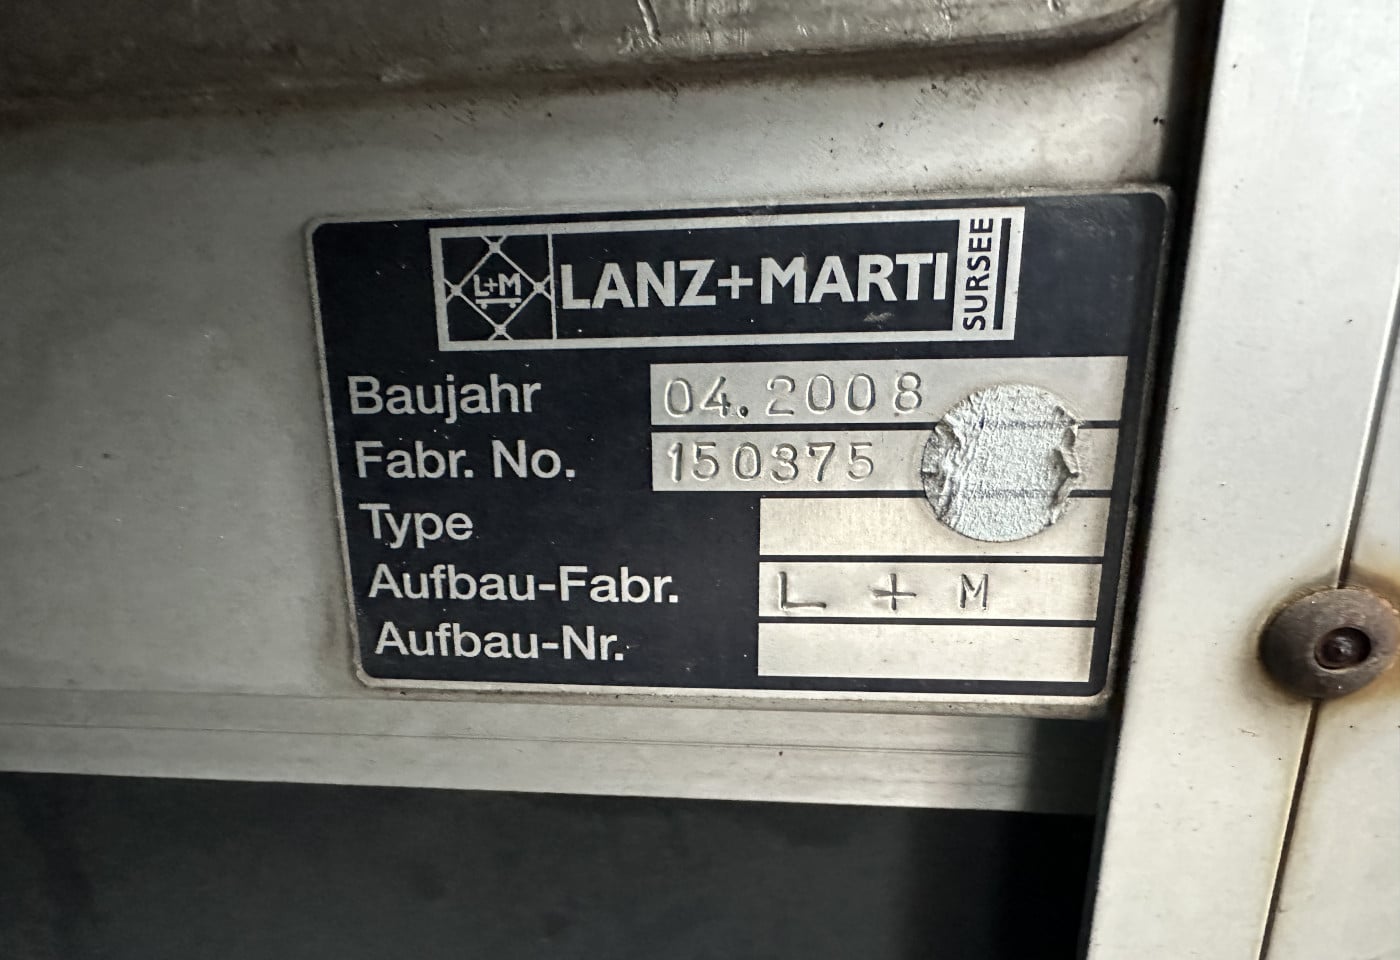 L+M LANZ+MARTI SURSEE
Baujahr 04.2008
Fabr. No. 150375
Type
Aufbau-Fabr. L + M
Aufbau-Nr.